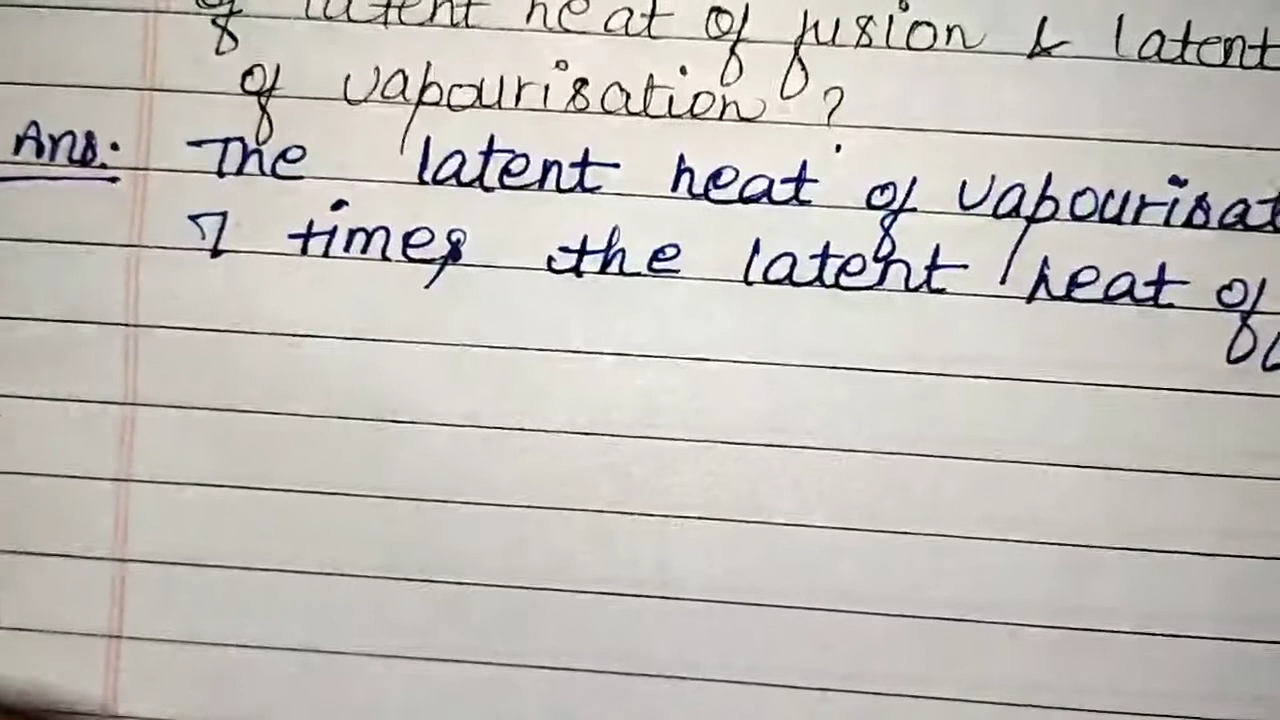 of latent heat of fusion & latent
of vapourisation?
Ans. The latent heat of vapourisat
7 times the latent heat of